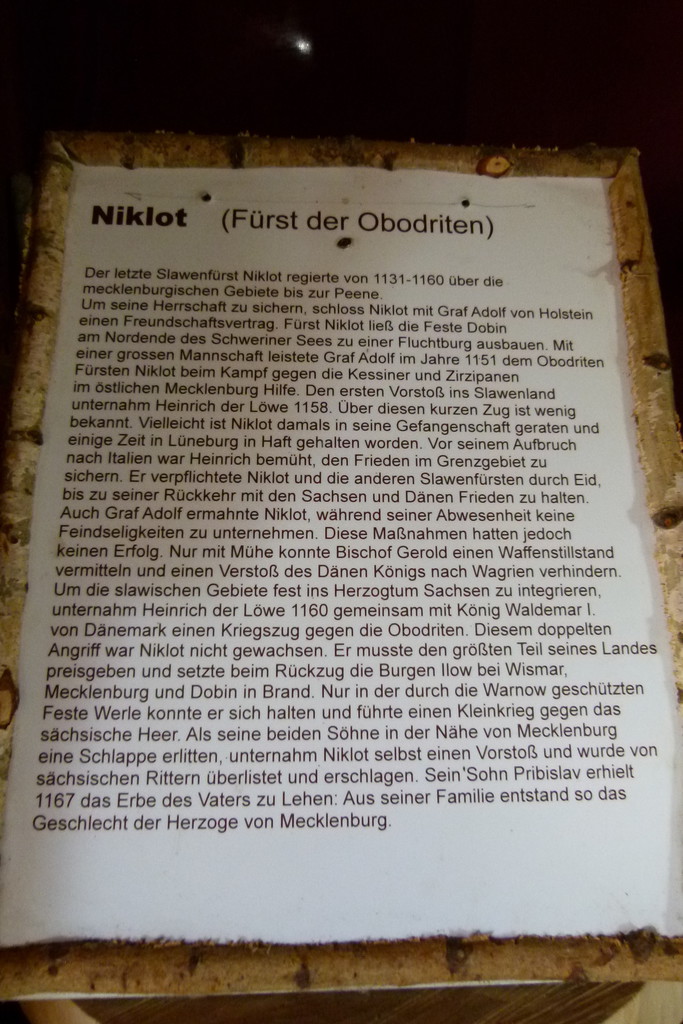 Niklot (Fürst der Obodriten)
Der letzte Slawenfürst Niklot regierte von 1131-1160 über die
mecklenburgischen Gebiete bis zur Peene.
Um seine Herrschaft zu sichern, schloss Niklot mit Graf Adolf von Holstein
einen Freundschaftsvertrag. Fürst Niklot ließ die Feste Dobin
am Nordende des Schweriner Sees zu einer Fluchtburg ausbauen. Mit
einer grossen Mannschaft leistete Graf Adolf im Jahre 1151 dem Obodriten
Fürsten Niklot beim Kampf gegen die Kessiner und Zirzipanen
im östlichen Mecklenburg Hilfe. Den ersten Vorstoß ins Slawenland
unternahm Heinrich der Löwe 1158. Über diesen kurzen Zug ist wenig
bekannt. Vielleicht ist Niklot damals in seine Gefangenschaft geraten und
einige Zeit in Lüneburg in Haft gehalten worden. Vor seinem Aufbruch
nach Italien war Heinrich bemüht, den Frieden im Grenzgebiet zu
sichern. Er verpflichtete Niklot und die anderen Slawenfürsten durch Eid,
bis zu seiner Rückkehr mit den Sachsen und Dänen Frieden zu halten.
Auch Graf Adolf ermahnte Niklot, während seiner Abwesenheit keine
Feindseligkeiten zu unternehmen. Diese Maßnahmen hatten jedoch
keinen Erfolg. Nur mit Mühe konnte Bischof Gerold einen Waffenstillstand
vermitteln und einen Verstoß des Dänen Königs nach Wagrien verhindern.
Um die slawischen Gebiete fest ins Herzogtum Sachsen zu integrieren,
unternahm Heinrich der Löwe 1160 gemeinsam mit König Waldemar I.
von Dänemark einen Kriegszug gegen die Obodriten. Diesem doppelten
Angriff war Niklot nicht gewachsen. Er musste den größten Teil seines Landes
preisgeben und setzte beim Rückzug die Burgen Ilow bei Wismar,
Mecklenburg und Dobin in Brand. Nur in der durch die Warnow geschützten
Feste Werle konnte er sich halten und führte einen Kleinkrieg gegen das
sächsische Heer. Als seine beiden Söhne in der Nähe von Mecklenburg
eine Schlappe erlitten, unternahm Niklot selbst einen Vorstoß und wurde von
sächsischen Rittern überlistet und erschlagen. Sein'Sohn Pribislav erhielt
1167 das Erbe des Vaters zu Lehen: Aus seiner Familie entstand so das
Geschlecht der Herzoge von Mecklenburg.